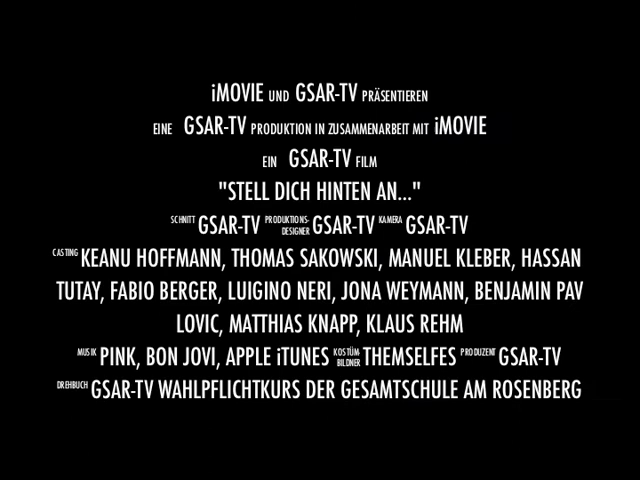 iMOVIE UND GSAR-TV PRÄSENTIEREN
EINE GSAR-TV PRODUKTION IN ZUSAMMENARBEIT MIT iMOVIE
EIN GSAR-TV FILM
"STELL DICH HINTEN AN..."
SCHNITT GSAR-TV PRODUKTIONS-DESIGNER GSAR-TV KAMERA GSAR-TV
CASTING KEANU HOFFMANN, THOMAS SAKOWSKI, MANUEL KLEBER, HASSAN
TUTAY, FABIO BERGER, LUIGINO NERI, JONA WEYMANN, BENJAMIN PAV
LOVIC, MATTHIAS KNAPP, KLAUS REHM
MUSIK PINK, BON JOVI, APPLE iTUNES KOSTÜM-BILDNER THEMSELFES PRODUZENT GSAR-TV
DREHBUCH GSAR-TV WAHLPFLICHTKURS DER GESAMTSCHULE AM ROSENBERG